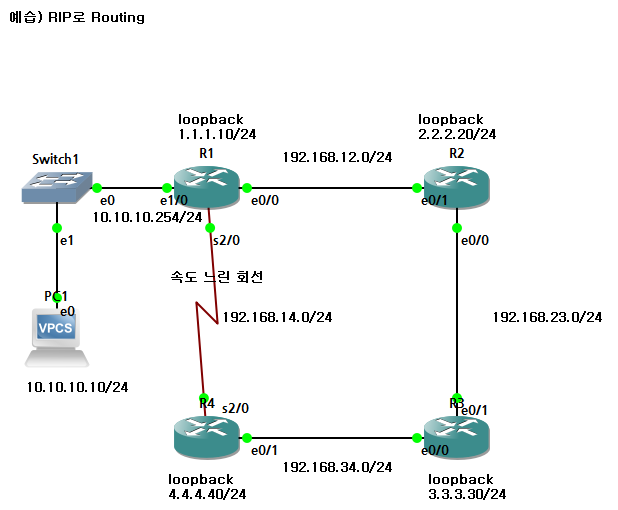 예습) RIP로 Routing
loopback
1.1.1.10/24
loopback
2.2.2.20/24
Switch1
R1
192.168.12.0/24
R2
e0
e1/0
e0/0
e0/1
10.10.10.254/24
e1
s2/0
e0/0
속도 느린 회선
PC1
e0
VPCS
192.168.14.0/24
192.168.23.0/24
10.10.10.10/24
R4
s2/0
R3
e0/1
e0/1
e0/0
192.168.34.0/24
loopback
4.4.4.40/24
loopback
3.3.3.30/24